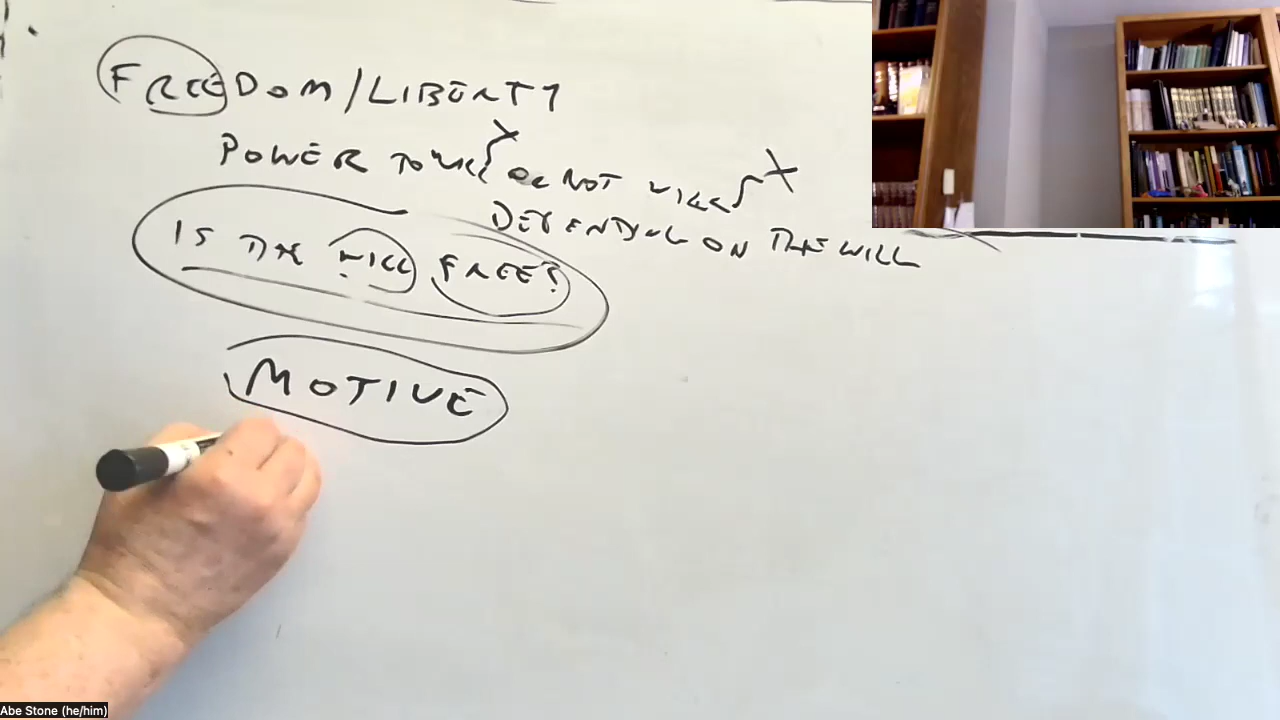 FREEDOM/LIBERTY
X X
POWER TO WILL OR NOT WILL
DEPENDING ON THE WILL
IS THE WILL FREE?
MOTIVE
Abe Stone (he/him)